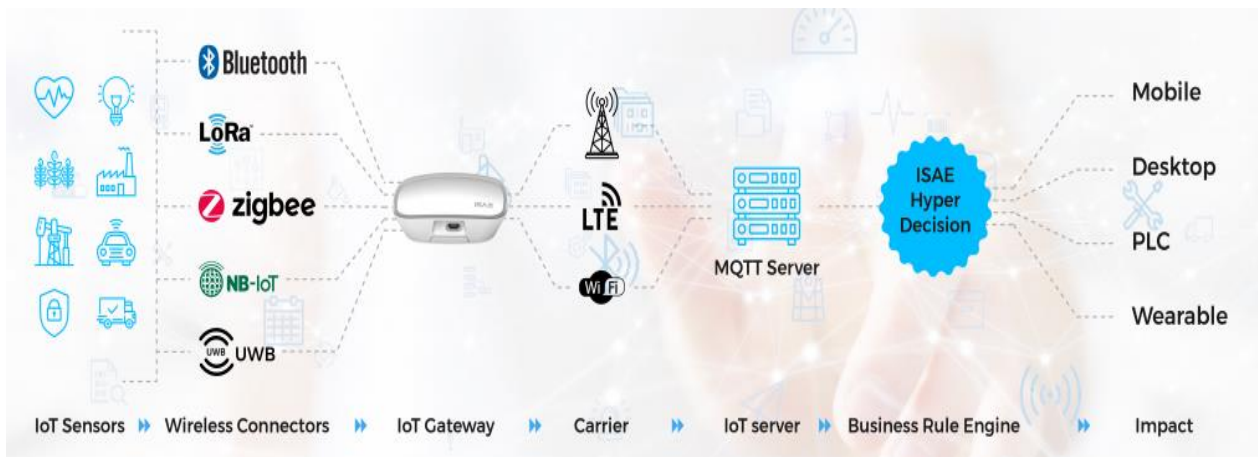 Bluetooth
LoRa
zigbee
NB-IoT
UWB
UWB
ISAE
LTE
WiFi
MQTT Server
ISAE
Hyper
Decision
Mobile
Desktop
PLC
Wearable
IoT Sensors
Wireless Connectors
IoT Gateway
Carrier
IoT server
Business Rule Engine
Impact